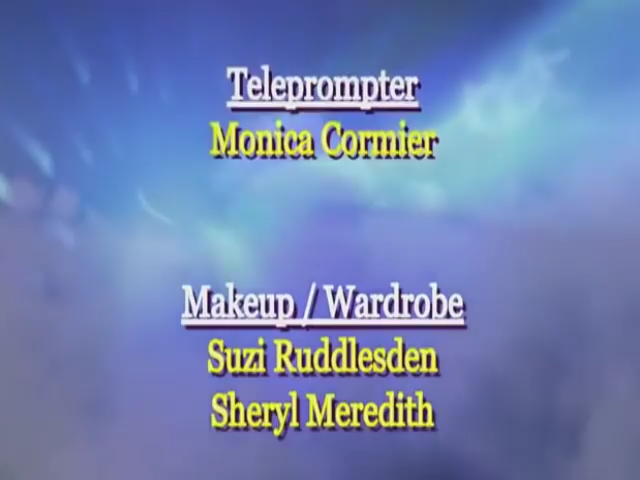 Teleprompter
Monica Cormier
Makeup / Wardrobe
Suzi Ruddlesden
Sheryl Meredith